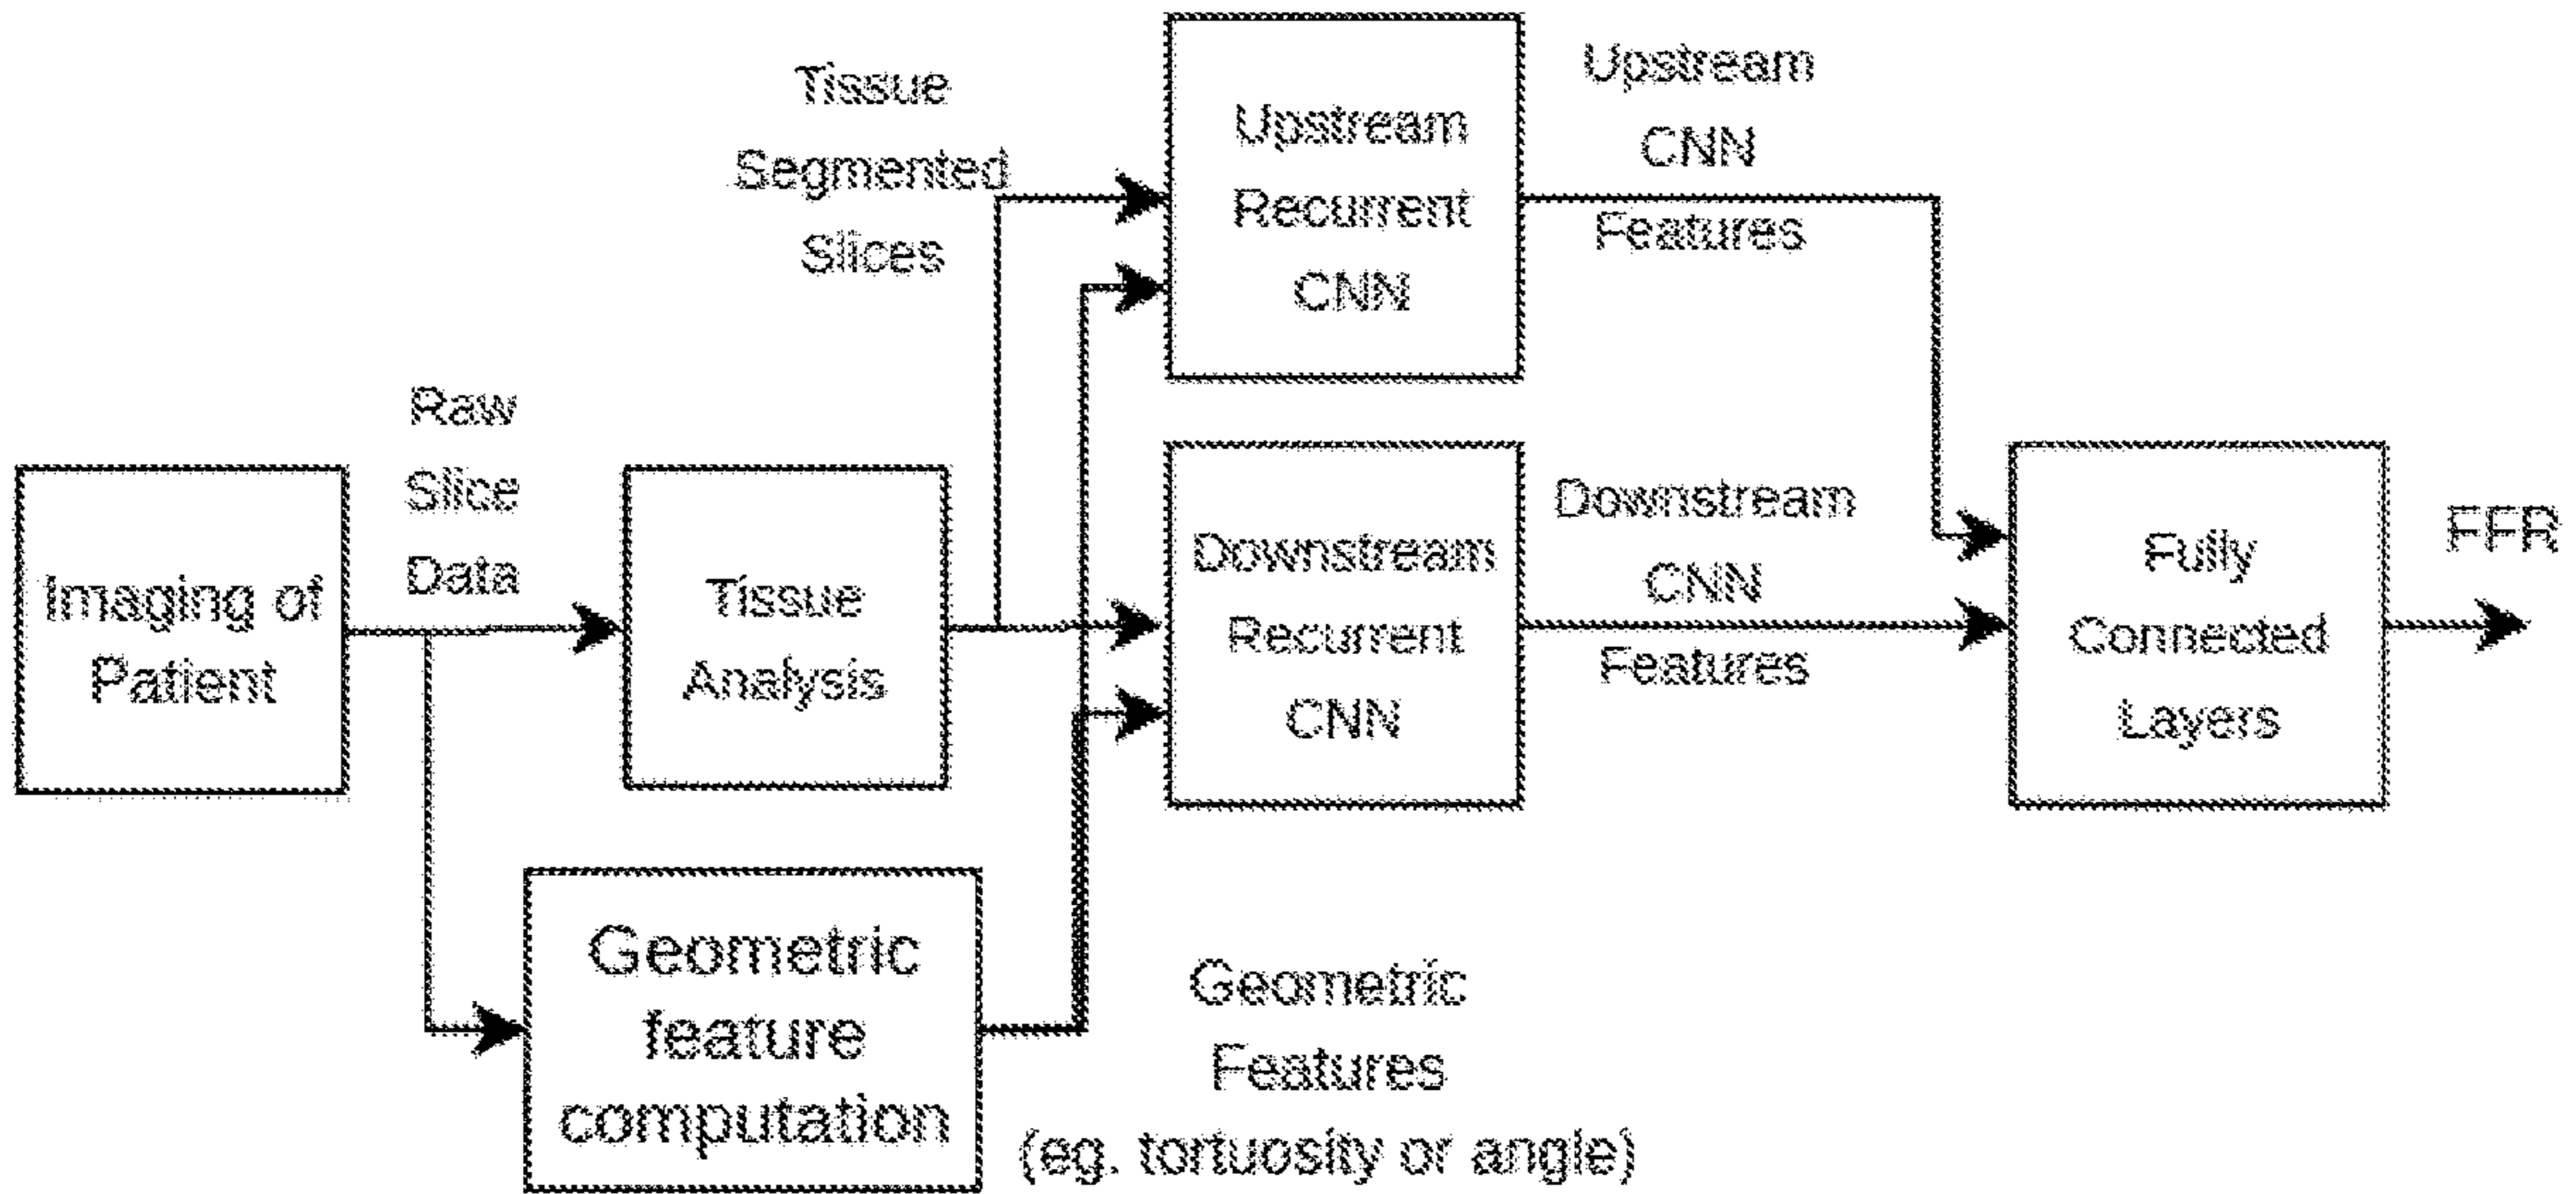 Imaging of
Patient
Raw
Slice
Data
Tissue
Analysis
Geometric
feature
computation
Tissue
Segmented
Slices
Upstream
Recurrent
CNN
Downstream
Recurrent
CNN
Geometric
Features
(eg. tortuosity or angle)
Upstream
CNN
Features
Downstream
CNN
Features
Fully
Connected
Layers
FFR